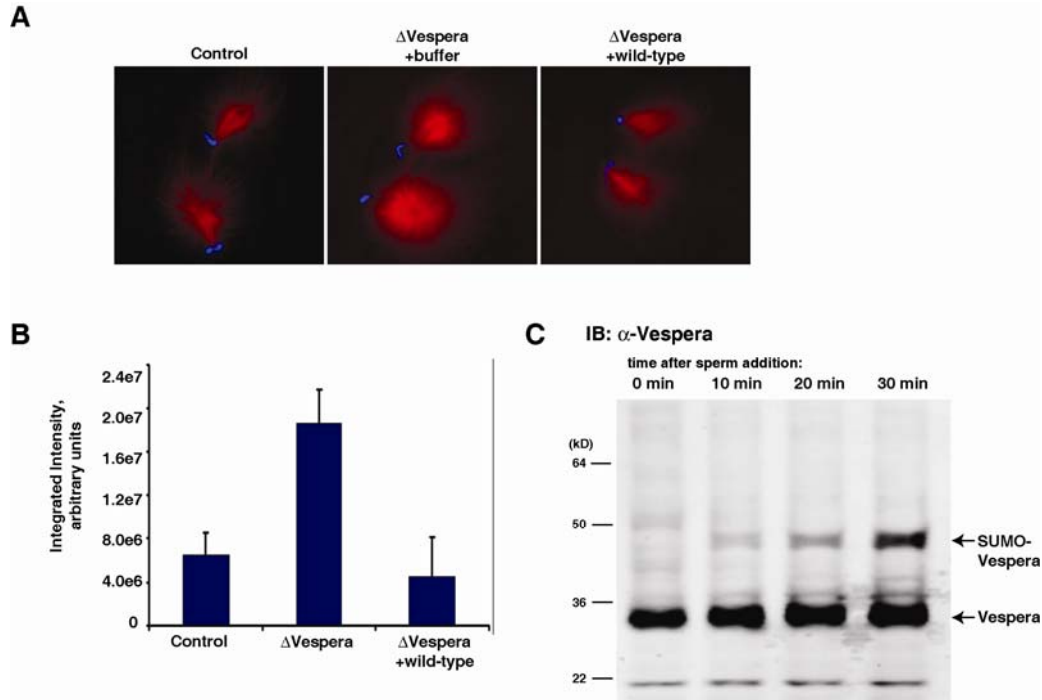 A
Control
ΔVespera
+buffer
ΔVespera
+wild-type
B
Integrated Intensity,
arbitrary units
2.4e7
2.0e7
1.6e7
1.2e7
8.0e6
4.0e6
0
Control
ΔVespera
ΔVespera
+wild-type
C
IB: α-Vespera
time after sperm addition:
0 min 10 min 20 min 30 min
(kD)
64
50
36
22
SUMO-
Vespera
Vespera